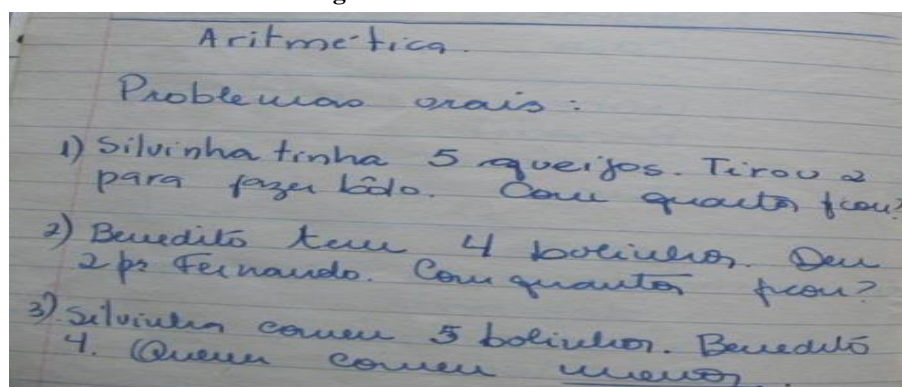 Aritmética.
Problemas orais:
1) Silvinha tinha 5 queijos. Tirou 2
para fazer bôlo. Com quantos ficou?
2) Benedito tem 4 bolinhos. Deu
2 pª Fernando. Com quantos ficou?
3) Silvinha comeu 5 bolinhos. Benedito
4. Quem comeu menos